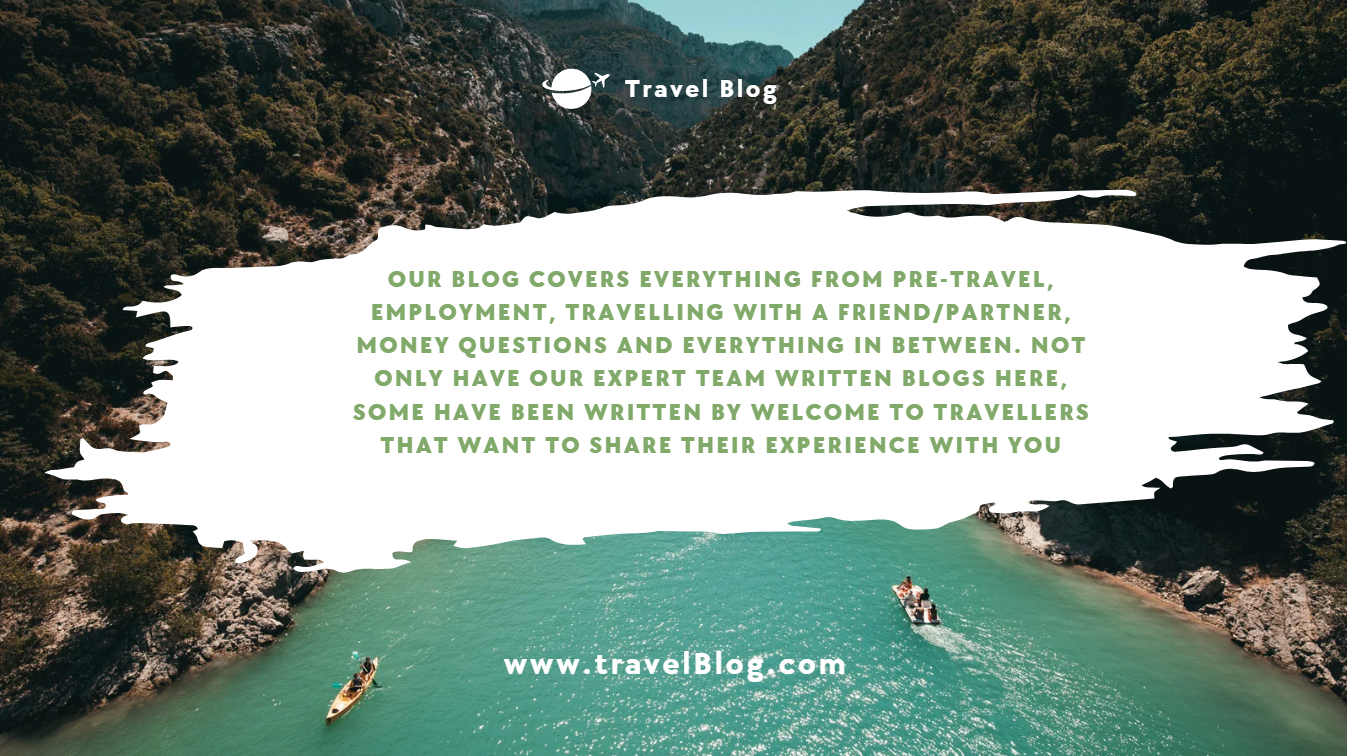 Travel Blog
OUR BLOG COVERS EVERYTHING FROM PRE-TRAVEL,
EMPLOYMENT, TRAVELLING WITH A FRIEND/PARTNER,
MONEY QUESTIONS AND EVERYTHING IN BETWEEN. NOT
ONLY HAVE OUR EXPERT TEAM WRITTEN BLOGS HERE,
SOME HAVE BEEN WRITTEN BY WELCOME TO TRAVELLERS
THAT WANT TO SHARE THEIR EXPERIENCE WITH YOU
www.travelBlog.com